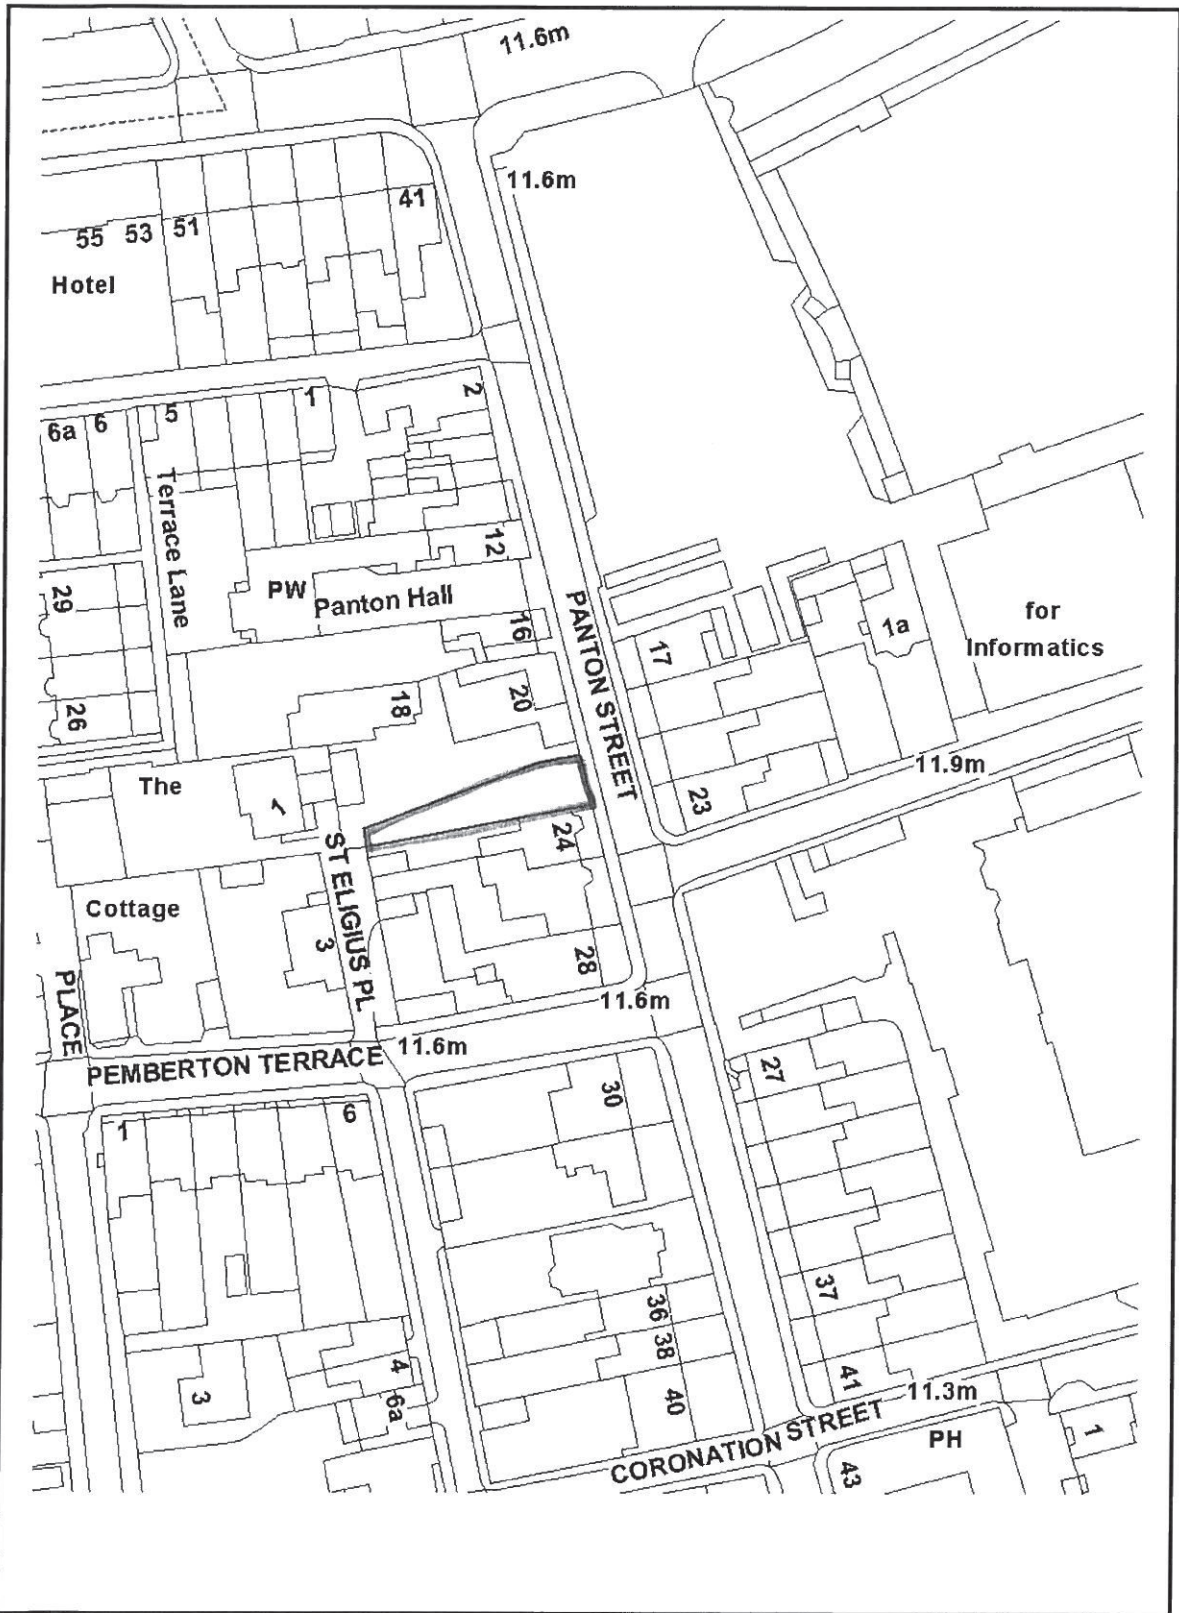 11.6m
11.6m
41
55 53 51
Hotel
2
1
5
6
6a
Terrace Lane
12
PW
Panton Hall
29
16
PANTON STREET
17
1a
for
Informatics
26
18
20
11.9m
The
1
23
24
ST ELIGIUS PL
Cottage
3
28
PLACE
11.6m
11.6m
PEMBERTON TERRACE
27
30
1
6
37
36
38
4
3
6a
40
41
11.3m
CORONATION STREET
PH
1
43